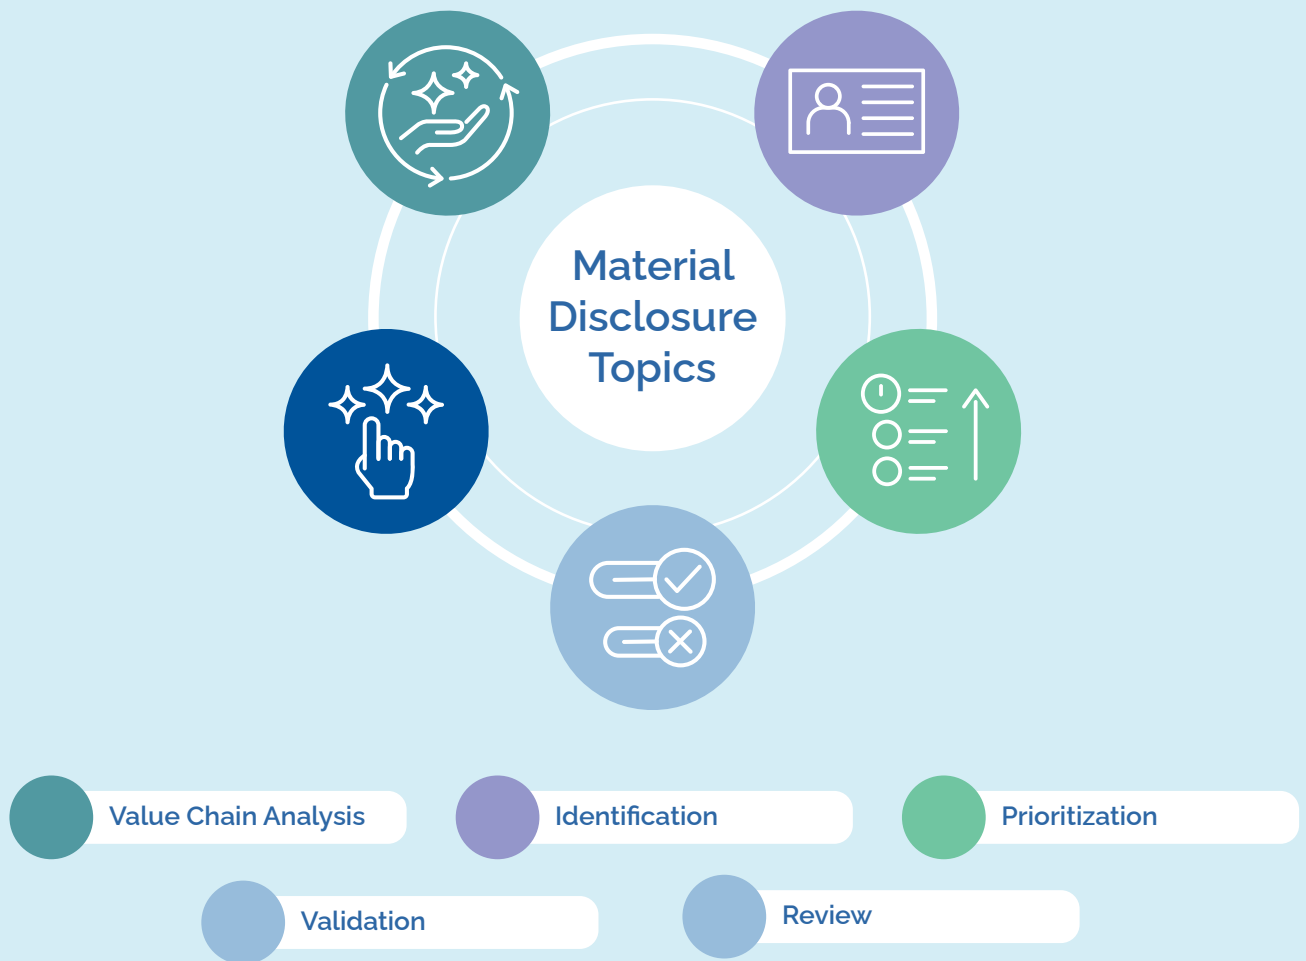 Material
Disclosure
Topics
Value Chain Analysis
Identification
Prioritization
Validation
Review